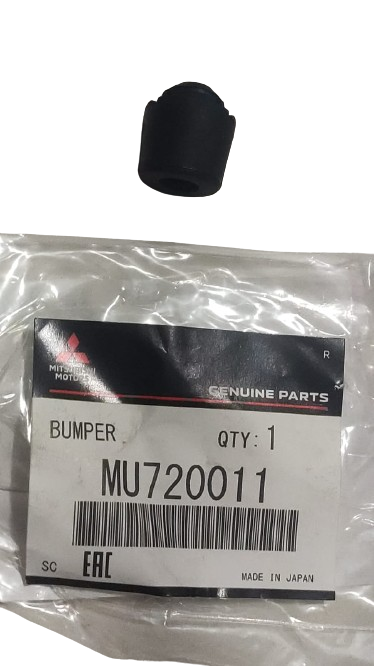 R
MITSUBISHI
MOTORS
GENUINE PARTS
BUMPER QTY: 1
MU720011
SC EAC
MADE IN JAPAN